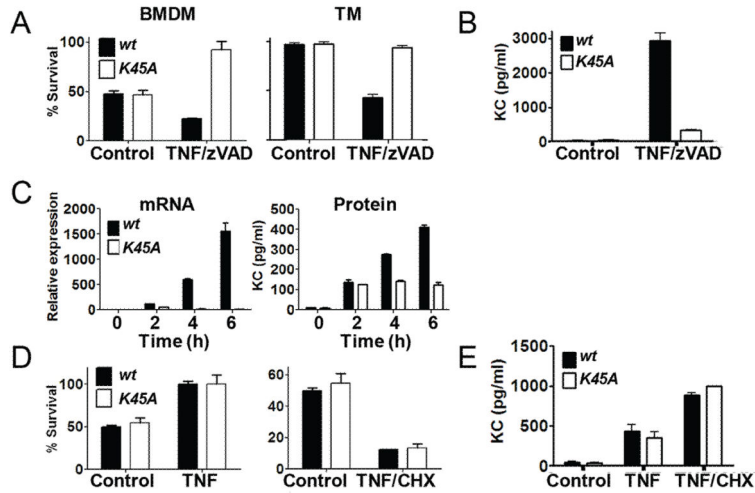 A
BMDM
TM
% Survival
100
50
0
wt
K45A
Control TNF/zVAD
Control TNF/zVAD
B
KC (pg/ml)
3000
2000
1000
0
wt
K45A
Control TNF/zVAD
C
mRNA
Protein
Relative expression
2000
1500
1000
500
0
wt
K45A
0 2 4 6
Time (h)
KC (pg/ml)
500
400
300
200
100
0
0 2 4 6
Time (h)
D
% Survival
100
50
0
wt
K45A
Control TNF
60
40
20
0
Control TNF/CHX
E
KC (pg/ml)
1500
1000
500
0
wt
K45A
Control TNF TNF/CHX